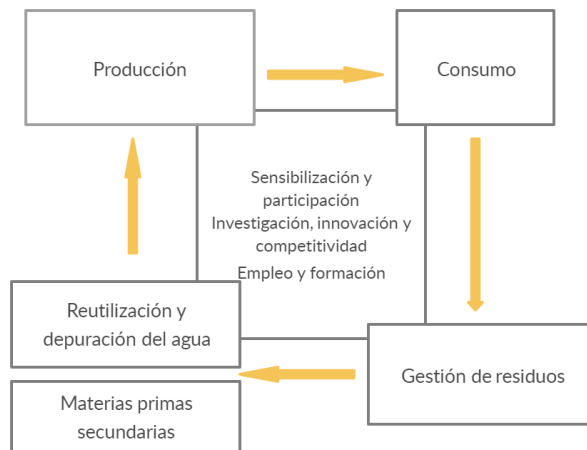 Producción
Consumo
Sensibilización y
participación
Investigación, innovación y
competitividad
Empleo y formación
Reutilización y
depuración del agua
Gestión de residuos
Materias primas
secundarias